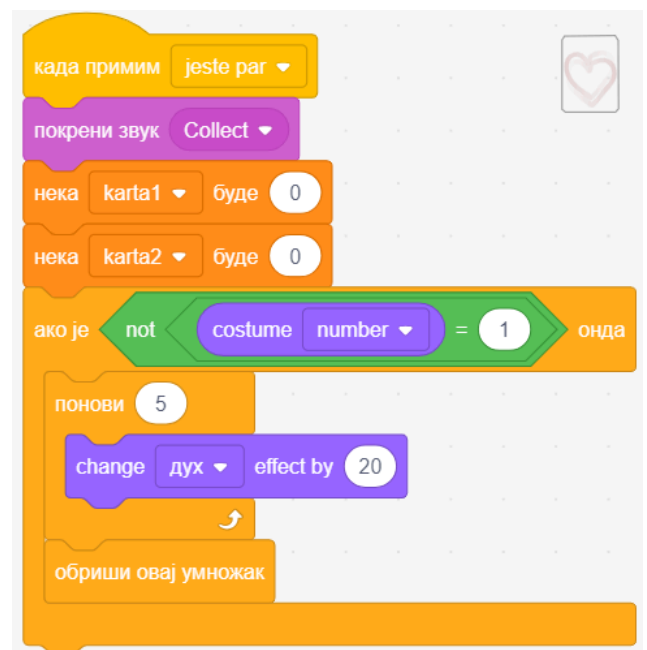 када примим jeste par
покрени звук Collect
нека karta1 буде 0
нека karta2 буде 0
ако је not costume number = 1 онда
понови 5
change дух effect by 20
обриши овај умножак